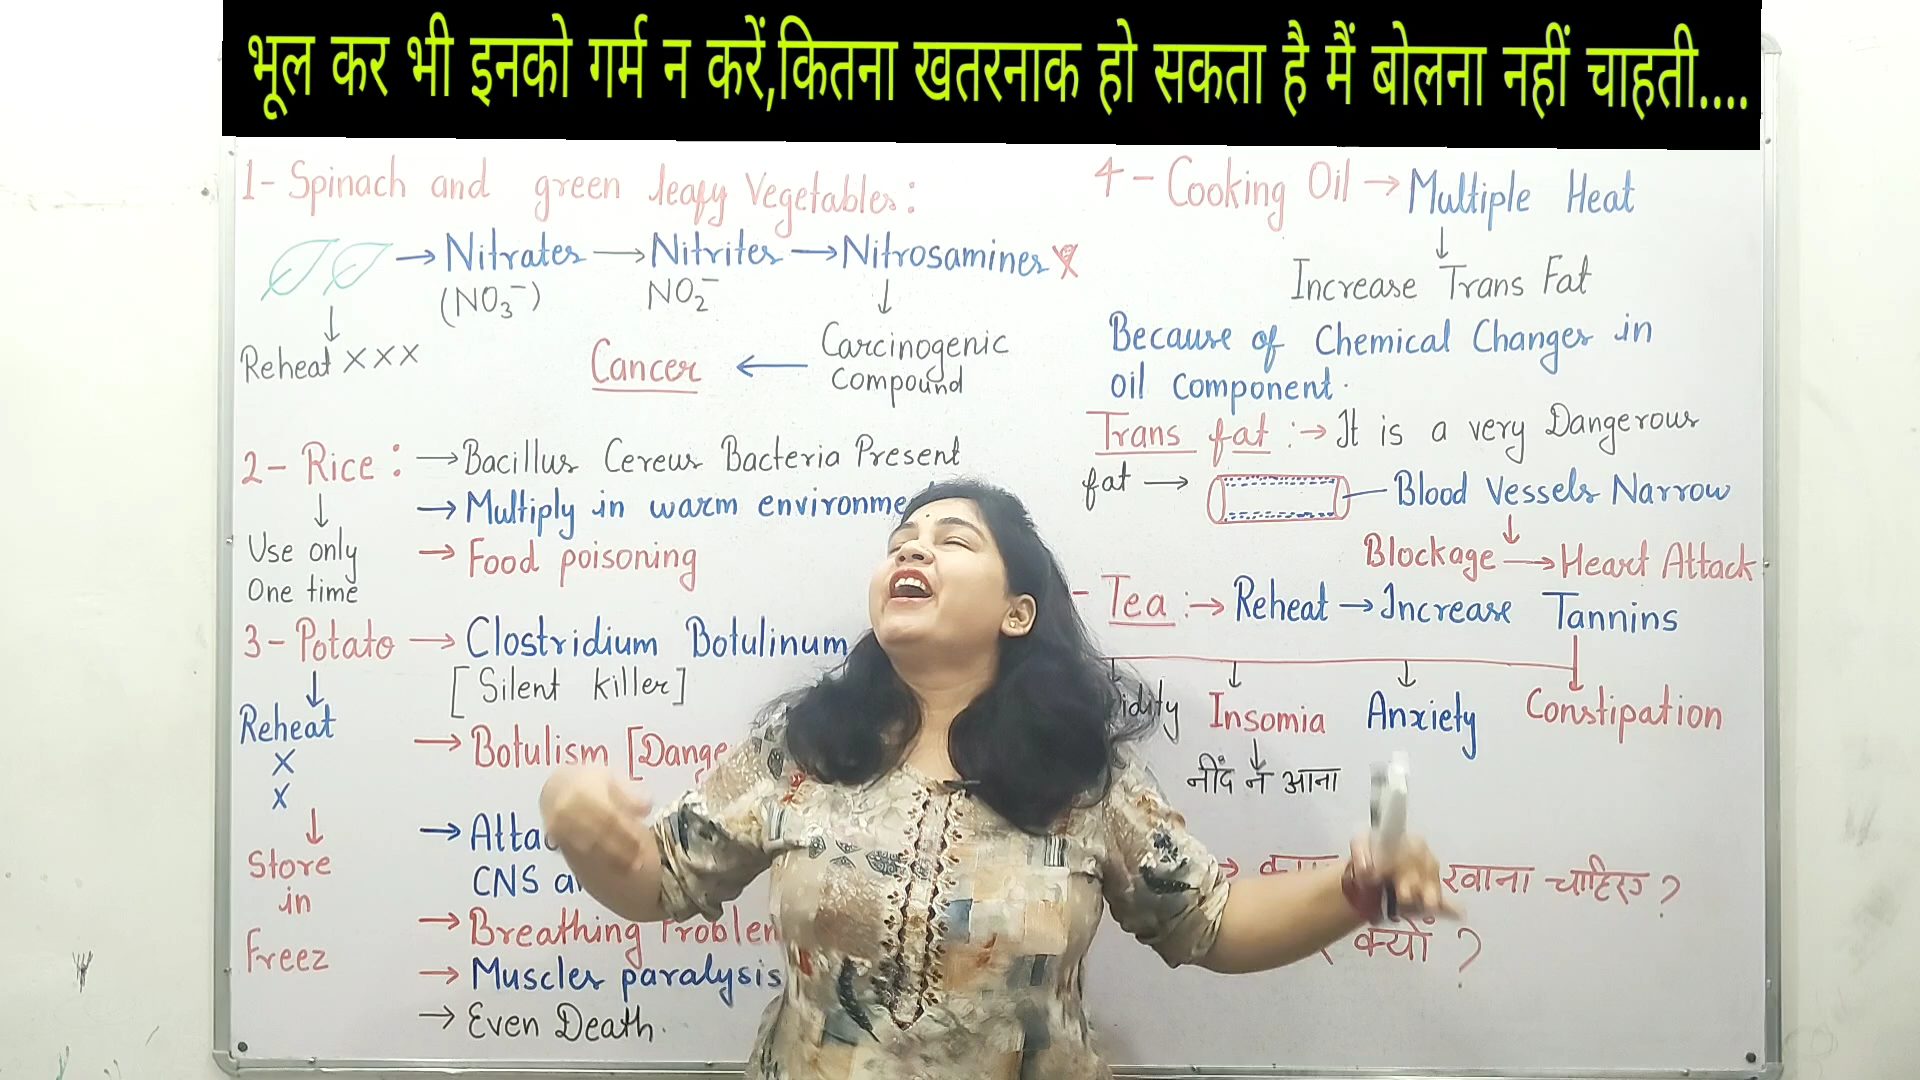 भूल कर भी इनको गर्म न करें,कितना खतरनाक हो सकता है मैं बोलना नहीं चाहती....
1- Spinach and green leafy Vegetables:
→ Nitrates → Nitrites → Nitrosamines
(NO3⁻) NO2⁻
↓
Reheat XXX
↓
Carcinogenic Compound
← 
Cancer
2- Rice : → Bacillus Cereus Bacteria Present
→ Multiply in warm
→ Food poisoning
↓
Use only
One time
3- Potato → Clostridium Botulinum
[Silent killer]
↓
Reheat
X
X
→ Botulism
↓
Store
in
Freez
→
CNS
→ Breathing
→ Muscles paralysis
→ Even Death.
4- Cooking Oil → Multiple Heat
↓
Increase Trans Fat
Because of Chemical Changes in
oil component.
Trans fat :→ It is a very Dangerous
fat → Blood Vessels Narrow
↓
Blockage → Heart Attack
- Tea :→ Reheat → Increase Tannins
Insomia Anxiety Constipation
↓
नींद न आना
→ खाना चाहिए ?
क्यों ?